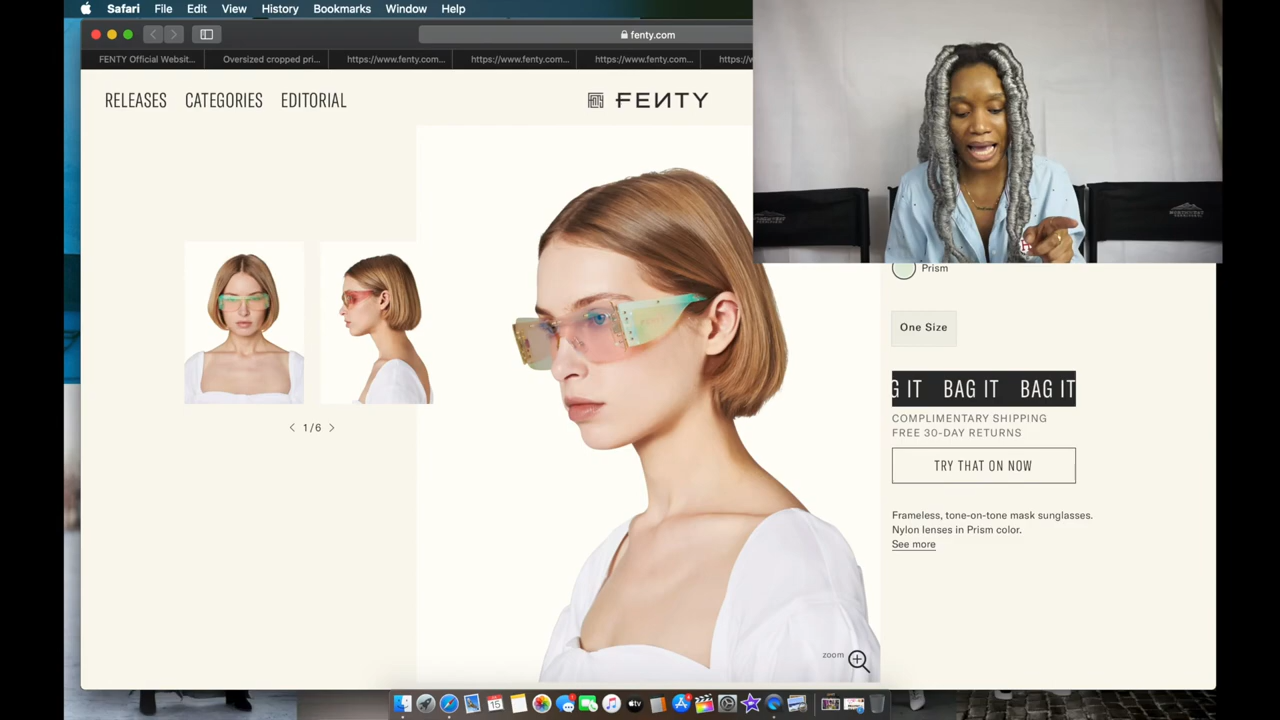 Safari File Edit View History Bookmarks Window Help
fenty.com
FENTY Official Websit... Oversized cropped pri... https://www.fenty.com... https://www.fenty.com... https://www.fenty.com... https://w
RELEASES CATEGORIES EDITORIAL FENTY
Prism
One Size
G IT BAG IT BAG IT
COMPLIMENTARY SHIPPING
FREE 30-DAY RETURNS
TRY THAT ON NOW
< 1/6 >
Frameless, tone-on-tone mask sunglasses.
Nylon lenses in Prism color.
See more
zoom